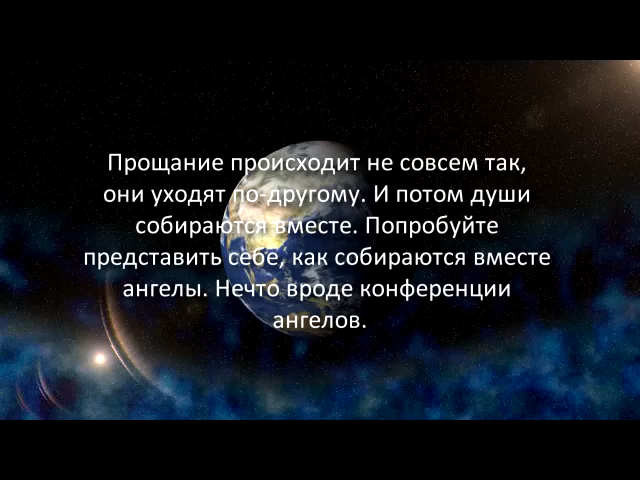 Прощание происходит не совсем так,
они уходят по-другому. И потом души
собираются вместе. Попробуйте
представить себе, как собираются вместе
ангелы. Нечто вроде конференции
ангелов.